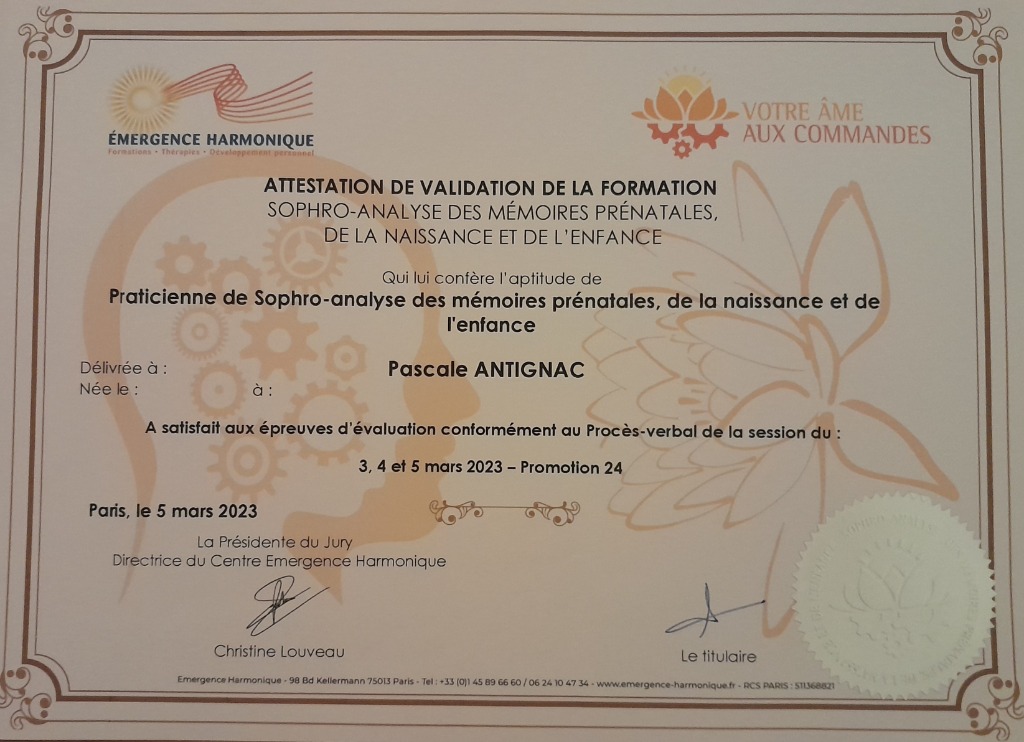 ÉMERGENCE HARMONIQUE
Formations • Thérapies • Développement personnel
VOTRE ÂME
AUX COMMANDES
ATTESTATION DE VALIDATION DE LA FORMATION
SOPHRO-ANALYSE DES MÉMOIRES PRÉNATALES,
DE LA NAISSANCE ET DE L'ENFANCE
Qui lui confère l'aptitude de
Praticienne de Sophro-analyse des mémoires prénatales, de la naissance et de
l'enfance
Délivrée à : Pascale ANTIGNAC
Née le : à :
A satisfait aux épreuves d'évaluation conformément au Procès-verbal de la session du :
3, 4 et 5 mars 2023 – Promotion 24
Paris, le 5 mars 2023
La Présidente du Jury
Directrice du Centre Emergence Harmonique
Christine Louveau
Le titulaire
Emergence Harmonique - 98 Bd Kellermann 75013 Paris - Tel : +33 (0)1 45 89 66 60 / 06 24 10 47 34 - www.emergence-harmonique.fr - RCS PARIS : 511368821